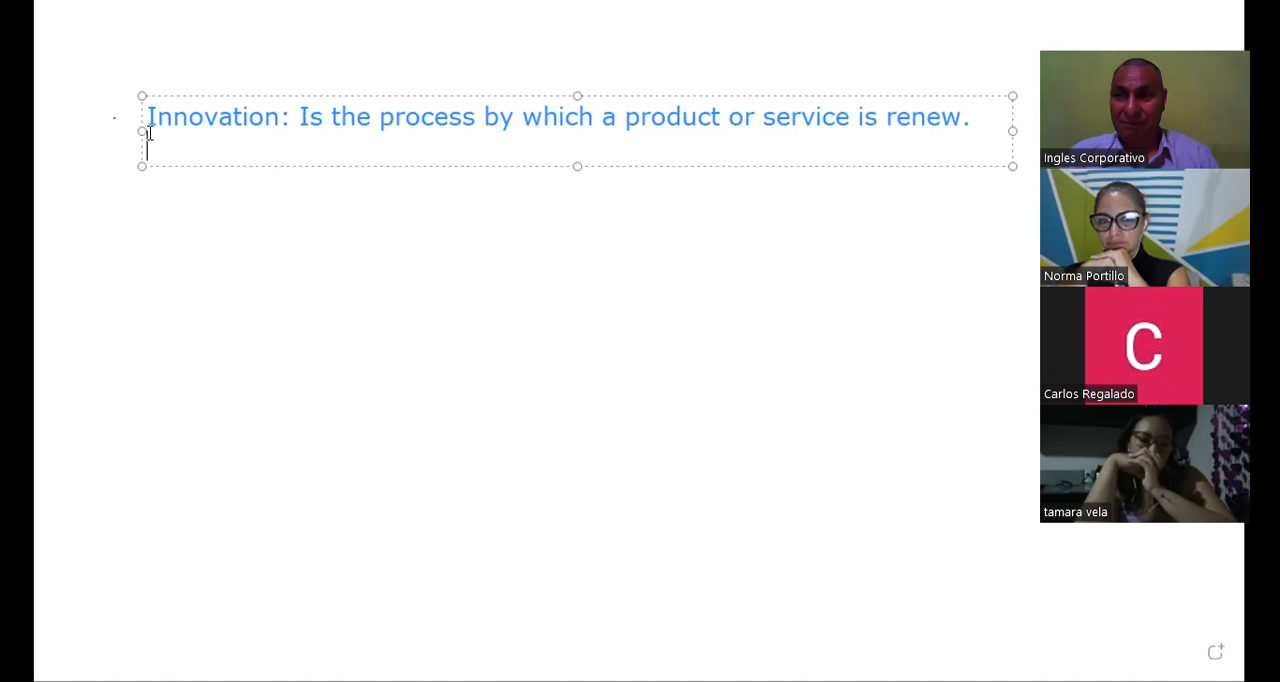 Innovation: Is the process by which a product or service is renew.
Ingles Corporativo
Norma Portillo
C
Carlos Regalado
tamara vela